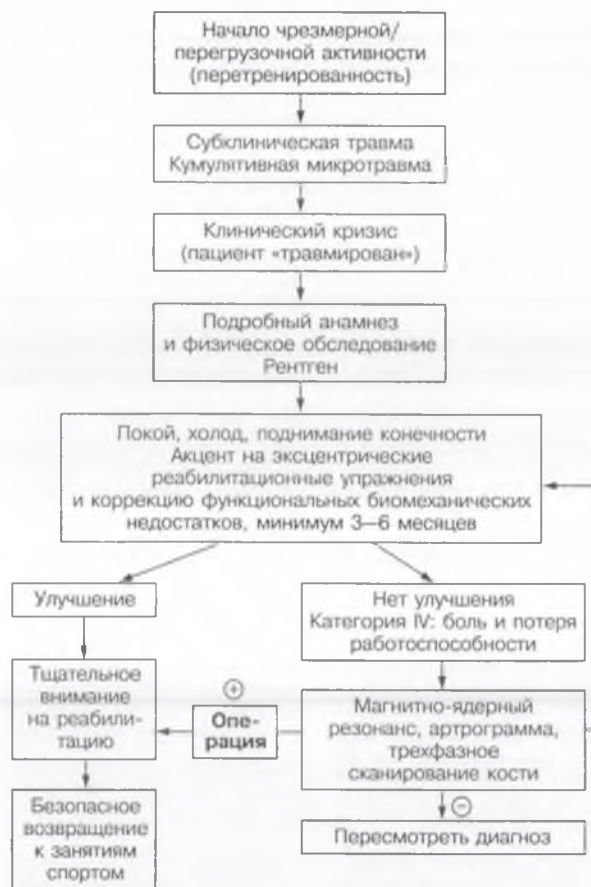 Начало чрезмерной/
перегрузочной активности
(перетренированность)
Субклиническая травма
Кумулятивная микротравма
Клинический кризис
(пациент «травмирован»)
Подробный анамнез
и физическое обследование
Рентген
Покой, холод, поднимание конечности
Акцент на эксцентрические
реабилитационные упражнения
и коррекцию функциональных биомеханических
недостатков, минимум 3—6 месяцев
Улучшение
Нет улучшения
Категория IV: боль и потеря
работоспособности
Тщательное
внимание
на реабили-
тацию
⊕
Опе-
рация
Магнитно-ядерный
резонанс, артрограмма,
трехфазное
сканирование кости
Безопасное
возвращение
к занятиям
спортом
⊖
Пересмотреть диагноз